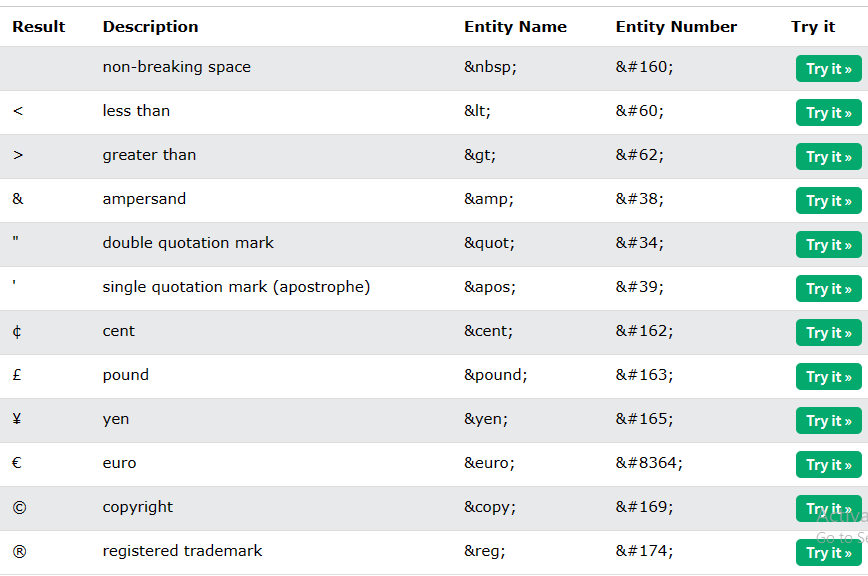 Result Description Entity Name Entity Number Try it
non-breaking space &nbsp; &#160; Try it »
< less than &lt; &#60; Try it »
> greater than &gt; &#62; Try it »
& ampersand &amp; &#38; Try it »
" double quotation mark &quot; &#34; Try it »
' single quotation mark (apostrophe) &apos; &#39; Try it »
¢ cent &cent; &#162; Try it »
£ pound &pound; &#163; Try it »
¥ yen &yen; &#165; Try it »
€ euro &euro; &#8364; Try it »
© copyright &copy; &#169; Try it »
Activa
Go to Se
® registered trademark &reg; &#174; Try it »